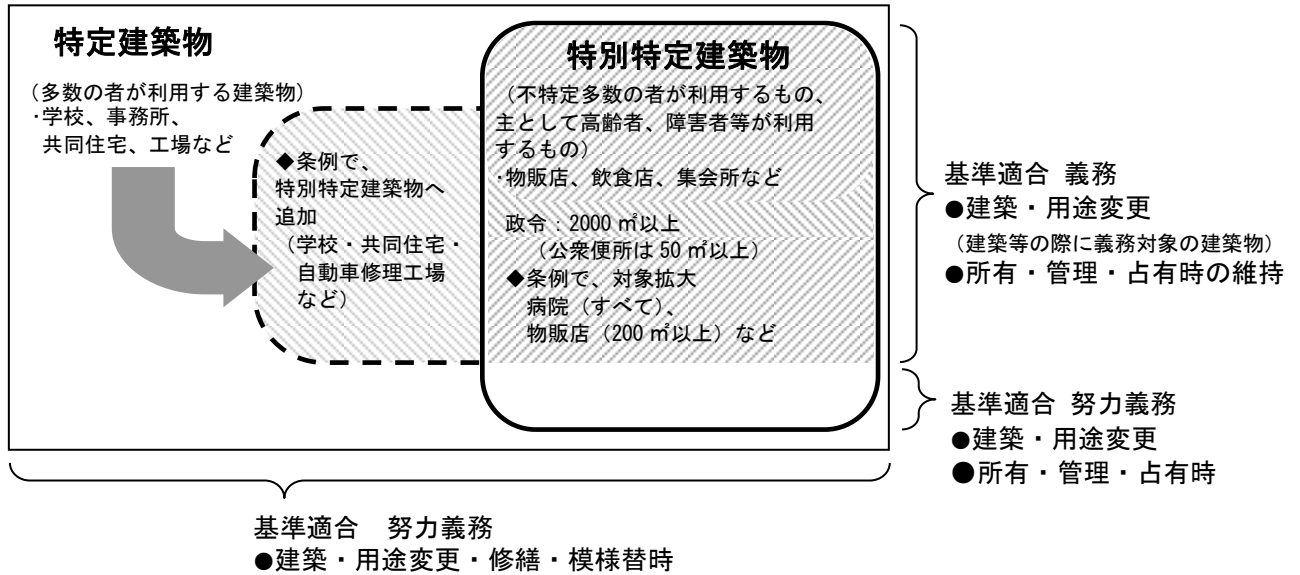 特定建築物
（多数の者が利用する建築物）
・学校、事務所、
共同住宅、工場など
◆条例で、
特別特定建築物へ
追加
（学校・共同住宅・
自動車修理工場
など）
特別特定建築物
（不特定多数の者が利用するもの、
主として高齢者、障害者等が利用
するもの）
・物販店、飲食店、集会所など
政令：2000 ㎡以上
（公衆便所は 50 ㎡以上）
◆条例で、対象拡大
病院（すべて）、
物販店（200 ㎡以上）など
基準適合 義務
●建築・用途変更
（建築等の際に義務対象の建築物）
●所有・管理・占有時の維持
基準適合 努力義務
●建築・用途変更
●所有・管理・占有時
基準適合　努力義務
●建築・用途変更・修繕・模様替時